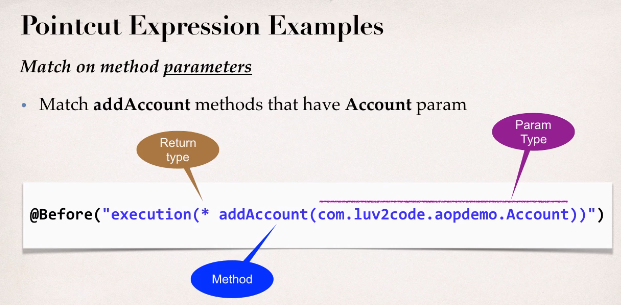 Pointcut Expression Examples
Match on method parameters
• Match addAccount methods that have Account param
Return
type
Param
Type
@Before("execution(* addAccount(com.luv2code.aopdemo.Account))")
Method